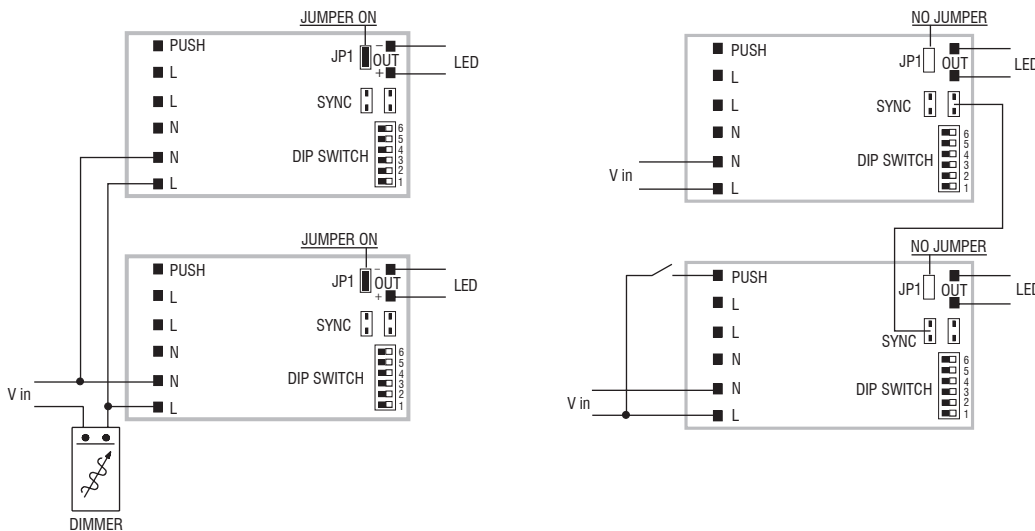 JUMPER ON
PUSH
JP1
−
OUT
+
LED
L
L
SYNC
N
6
5
4
3
2
1
DIP SWITCH
N
L
JUMPER ON
PUSH
JP1
−
OUT
+
LED
L
L
SYNC
N
6
5
4
3
2
1
DIP SWITCH
N
L
V in
DIMMER
NO JUMPER
PUSH
JP1
OUT
LED
L
L
SYNC
N
6
5
4
3
2
1
DIP SWITCH
N
L
V in
NO JUMPER
PUSH
JP1
OUT
LED
L
L
SYNC
N
6
5
4
3
2
1
DIP SWITCH
N
L
V in